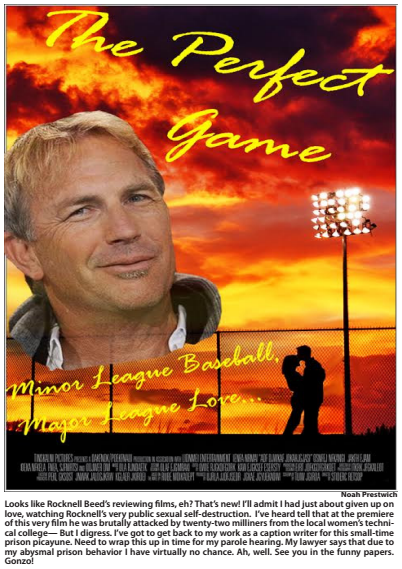 The Perfect
Game
Minor League Baseball,
Major League Love...
Noah Prestwich
Looks like Rocknell Beed's reviewing films, eh? That's new! I'll admit I had just about given up on
love, watching Rocknell's very public sexual self-destruction. I've heard tell that at the premiere
of this very film he was brutally attacked by twenty-two milliners from the local women's techni-
cal college— But I digress. I've got to get back to my work as a caption writer for this small-time
prison picayune. Need to wrap this up in time for my parole hearing. My lawyer says that due to
my abysmal prison behavior I have virtually no chance. Ah, well. See you in the funny papers.
Gonzo!